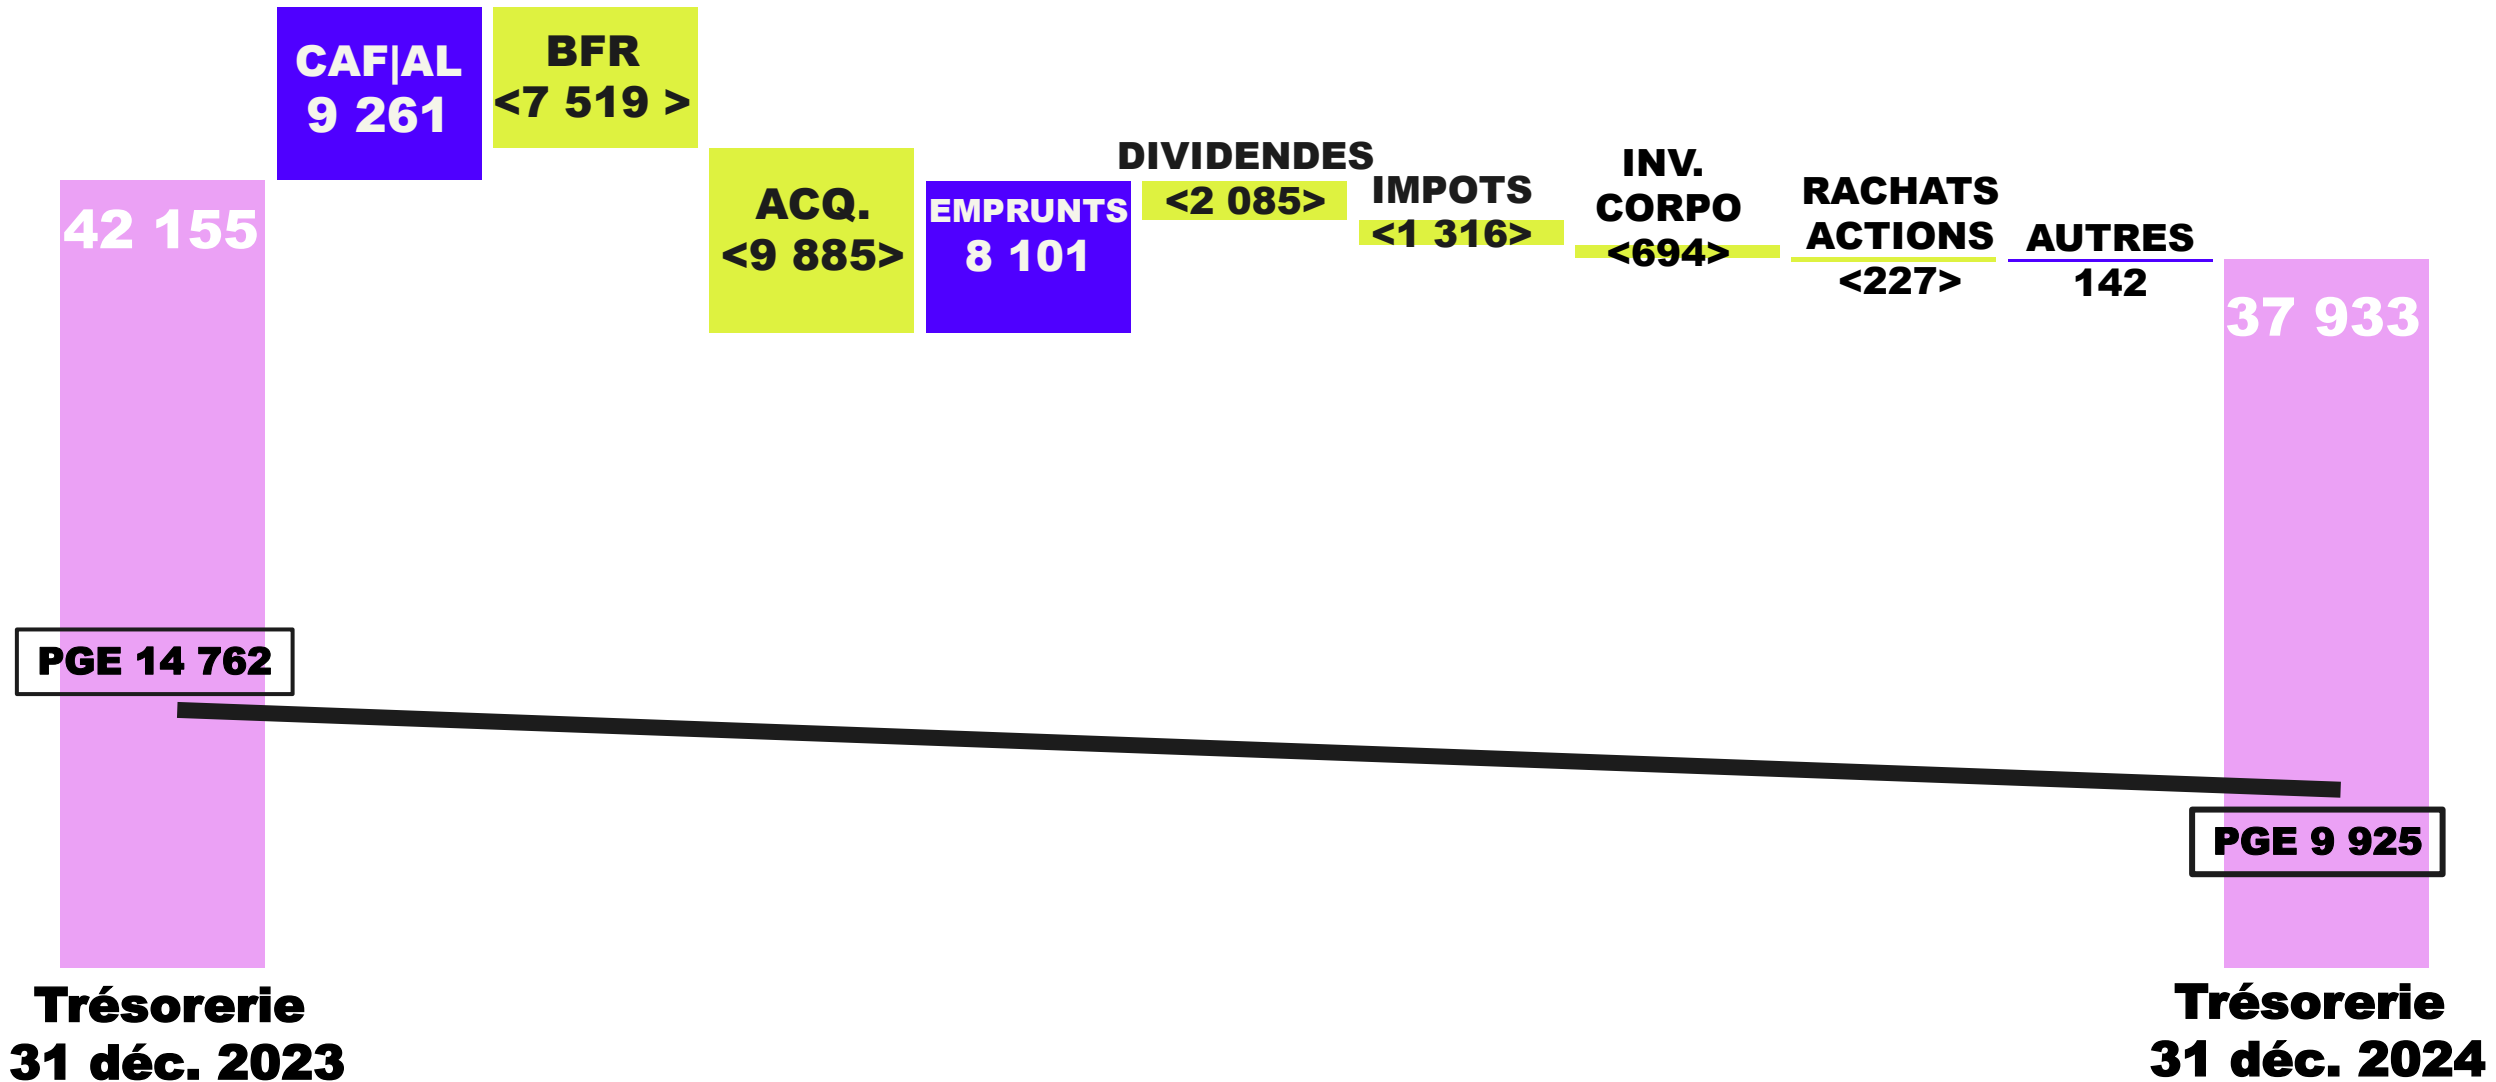 CAF|AL
9 261
BFR
<7 519 >
ACQ.
<9 885>
EMPRUNTS
8 101
DIVIDENDES
<2 085>
IMPOTS
<1 316>
INV.
CORPO
<694>
RACHATS
ACTIONS
<227>
AUTRES
142
42 155
37 933
PGE 14 762
PGE 9 925
Trésorerie
31 déc. 2023
Trésorerie
31 déc. 2024